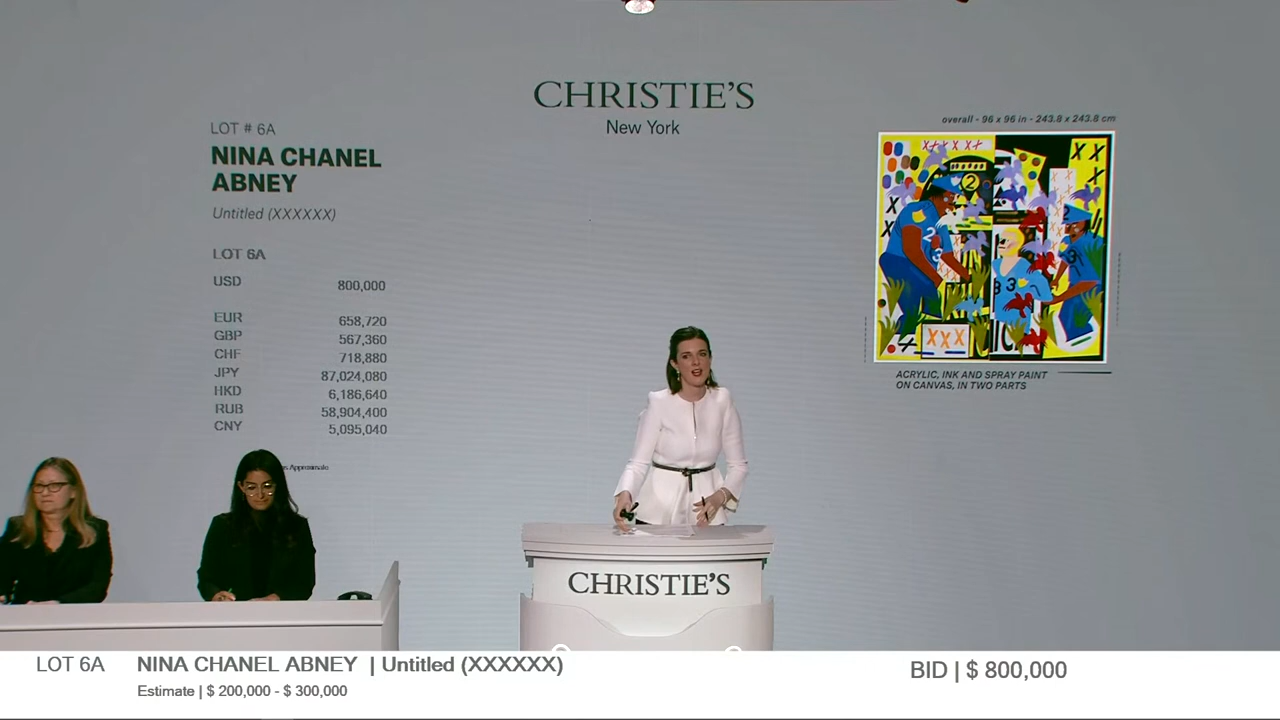 CHRISTIE'S
New York
LOT # 6A
NINA CHANEL
ABNEY
Untitled (XXXXXX)
LOT 6A
USD 800,000
EUR 658,720
GBP 567,360
CHF 718,880
JPY 87,024,080
HKD 6,186,640
RUB 58,904,400
CNY 5,095,040
Approximate
overall - 96 x 96 in - 243.8 x 243.8 cm
XXX
ACRYLIC, INK AND SPRAY PAINT
ON CANVAS, IN TWO PARTS
CHRISTIE'S
LOT 6A NINA CHANEL ABNEY | Untitled (XXXXXX)
Estimate | $ 200,000 - $ 300,000
BID | $ 800,000